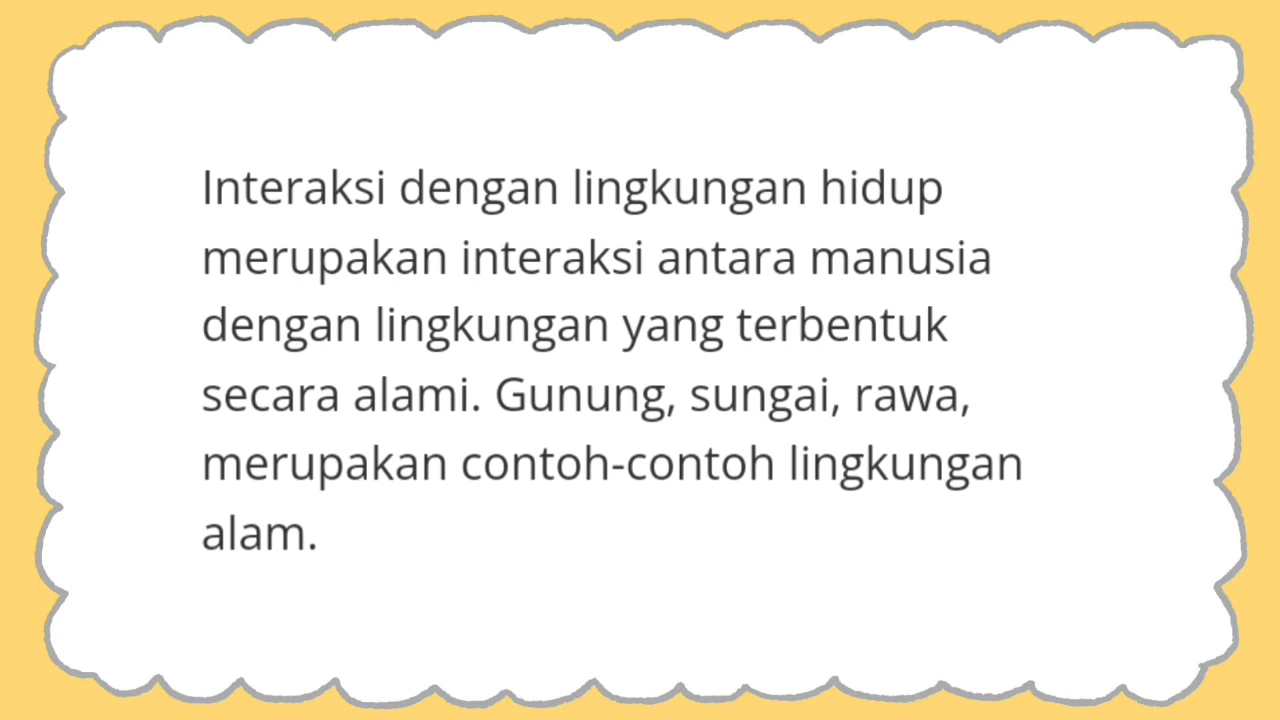 Interaksi dengan lingkungan hidup
merupakan interaksi antara manusia
dengan lingkungan yang terbentuk
secara alami. Gunung, sungai, rawa,
merupakan contoh-contoh lingkungan
alam.